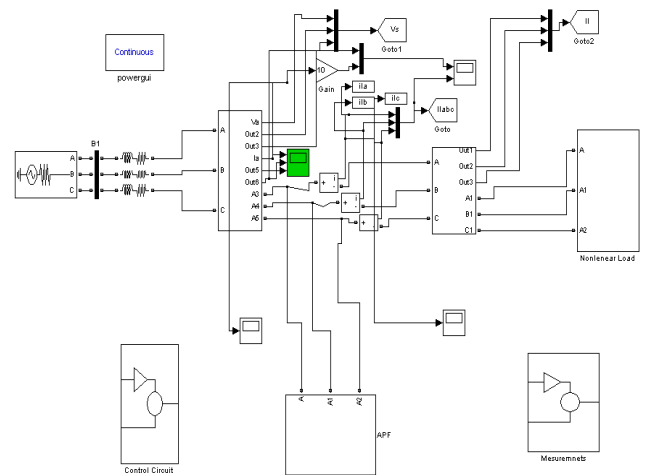 Continuous
powergui
Vs
Goto1
Il
Goto2
10
Gain
ila
ilb
ilc
Ilabc
Goto
B1
A
B
C
A
B
C
Va
Out2
Out3
Ia
Out5
Out6
A3
A4
A5
+ i
-
+ i
-
+ i
-
A
B
C
Out1
Out2
Out3
A1
B1
C1
A
A1
A2
Nonlenear Load
A
A1
A2
APF
Control Circuit
Mesuremnets